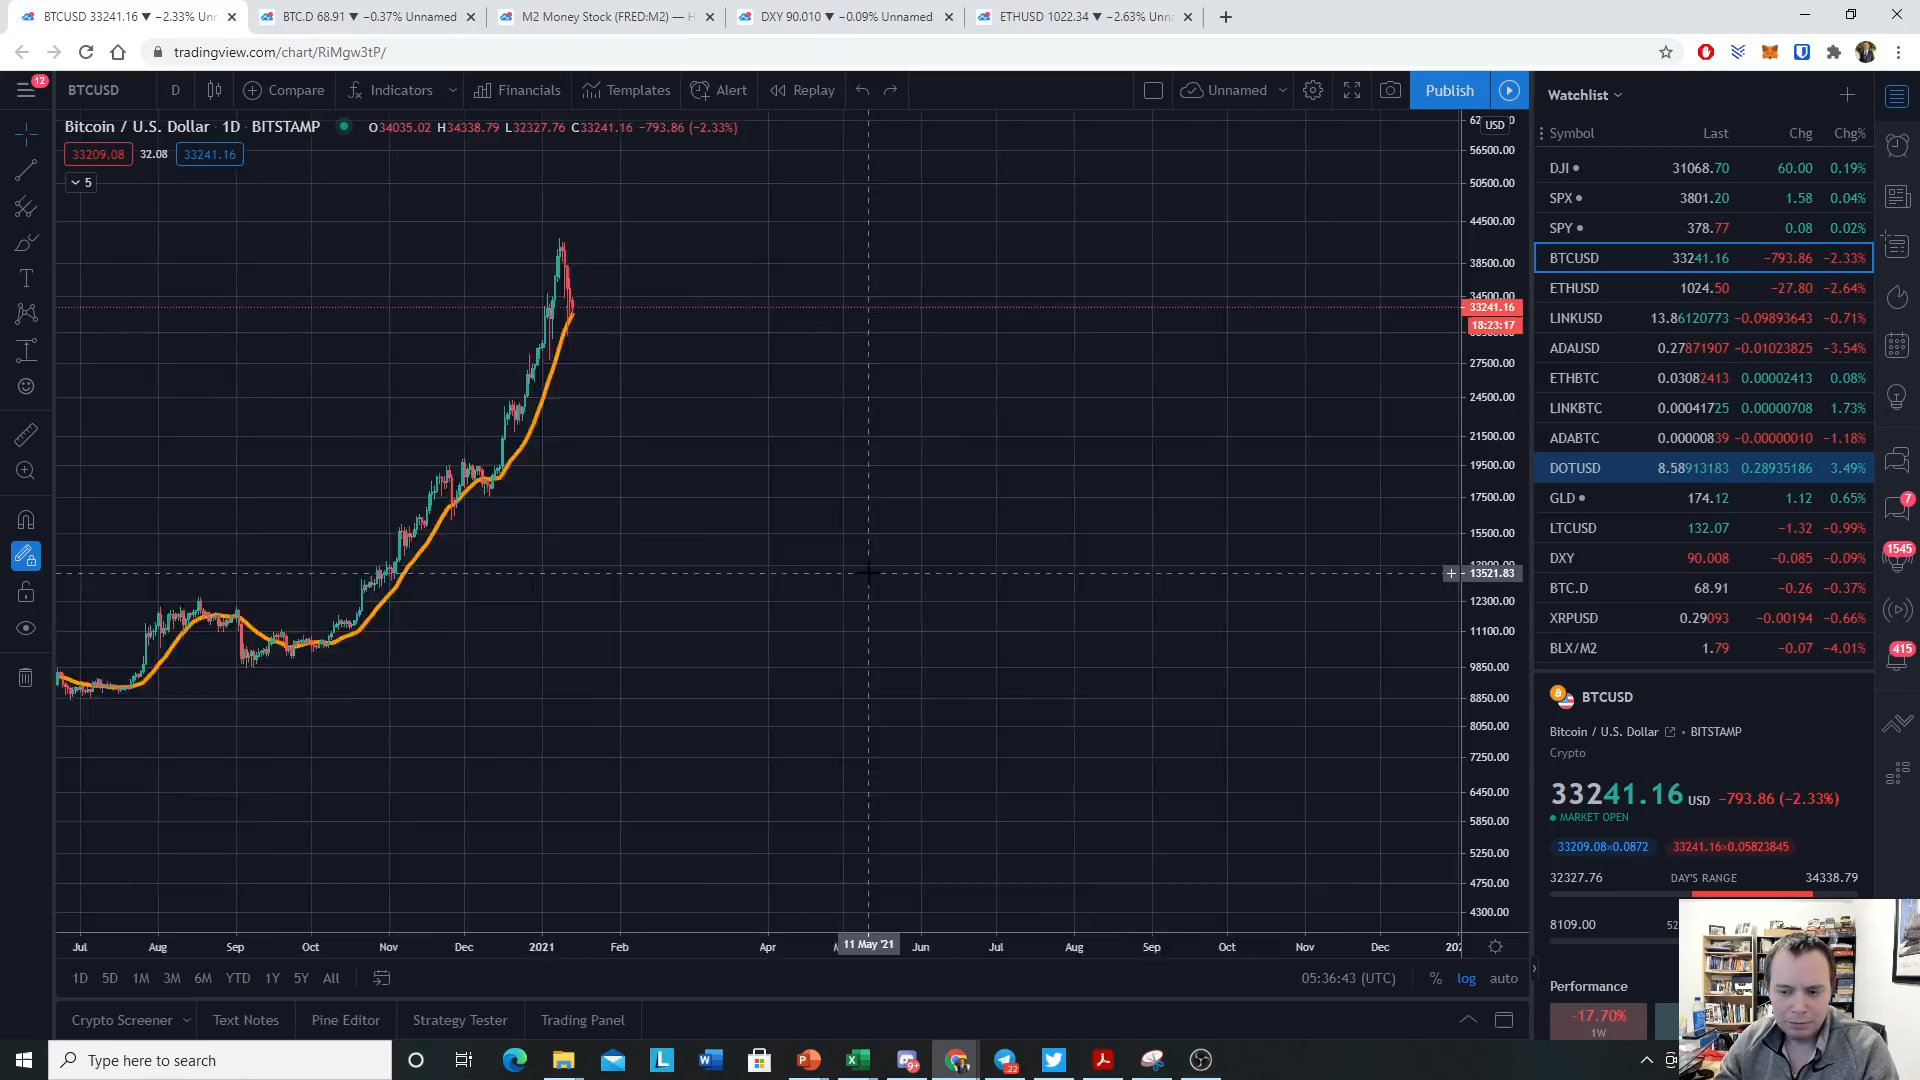 BTCUSD 33241.16 ▼ −2.33% Unn
BTC.D 68.91 ▼ −0.37% Unnamed
M2 Money Stock (FRED:M2) — H
DXY 90.010 ▼ −0.09% Unnamed
ETHUSD 1022.34 ▼ −2.63% Unna
tradingview.com/chart/RiMgw3tP/
12
BTCUSD
D
Compare
Indicators
Financials
Templates
Alert
Replay
Unnamed
Publish
Bitcoin / U.S. Dollar · 1D · BITSTAMP
O34035.02 H34338.79 L32327.76 C33241.16 −793.86 (−2.33%)
33209.08 32.08 33241.16
5
USD
56500.00
50500.00
44500.00
38500.00
34500.00
33241.16
18:23:17
27500.00
24500.00
21500.00
19500.00
17500.00
15500.00
13521.83
12300.00
11100.00
9850.00
8850.00
8050.00
7250.00
6450.00
5850.00
5250.00
4750.00
4300.00
Jul Aug Sep Oct Nov Dec 2021 Feb Apr 11 May '21 Jun Jul Aug Sep Oct Nov Dec
1D 5D 1M 3M 6M YTD 1Y 5Y All
05:36:43 (UTC) % log auto
Crypto Screener Text Notes Pine Editor Strategy Tester Trading Panel
Watchlist
Symbol Last Chg Chg%
DJI 31068.70 60.00 0.19%
SPX 3801.20 1.58 0.04%
SPY 378.77 0.08 0.02%
BTCUSD 33241.16 −793.86 −2.33%
ETHUSD 1024.50 −27.80 −2.64%
LINKUSD 13.86120773 −0.09893643 −0.71%
ADAUSD 0.27871907 −0.01023825 −3.54%
ETHBTC 0.03082413 0.00002413 0.08%
LINKBTC 0.00041725 0.00000708 1.73%
ADABTC 0.00000839 −0.00000010 −1.18%
DOTUSD 8.58913183 0.28935186 3.49%
GLD 174.12 1.12 0.65%
LTCUSD 132.07 −1.32 −0.99%
DXY 90.008 −0.085 −0.09%
BTC.D 68.91 −0.26 −0.37%
XRPUSD 0.29093 −0.00194 −0.66%
BLX/M2 1.79 −0.07 −4.01%
7
1545
415
BTCUSD
Bitcoin / U.S. Dollar • BITSTAMP
Crypto
33241.16 USD −793.86 (−2.33%)
MARKET OPEN
33209.08×0.0872 33241.16×0.05823845
32327.76 DAY'S RANGE 34338.79
8109.00
Performance
-17.70%
1W
Type here to search
9+
22